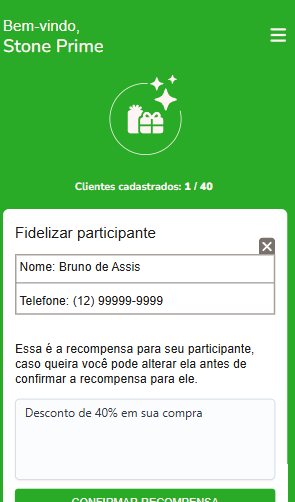 Bem-vindo,
Stone Prime
Clientes cadastrados: 1 / 40
Fidelizar participante
Nome: Bruno de Assis
Telefone: (12) 99999-9999
Essa é a recompensa para seu participante,
caso queira você pode alterar ela antes de
confirmar a recompensa para ele.
Desconto de 40% em sua compra
CONFIRMAR RECOMPENSA